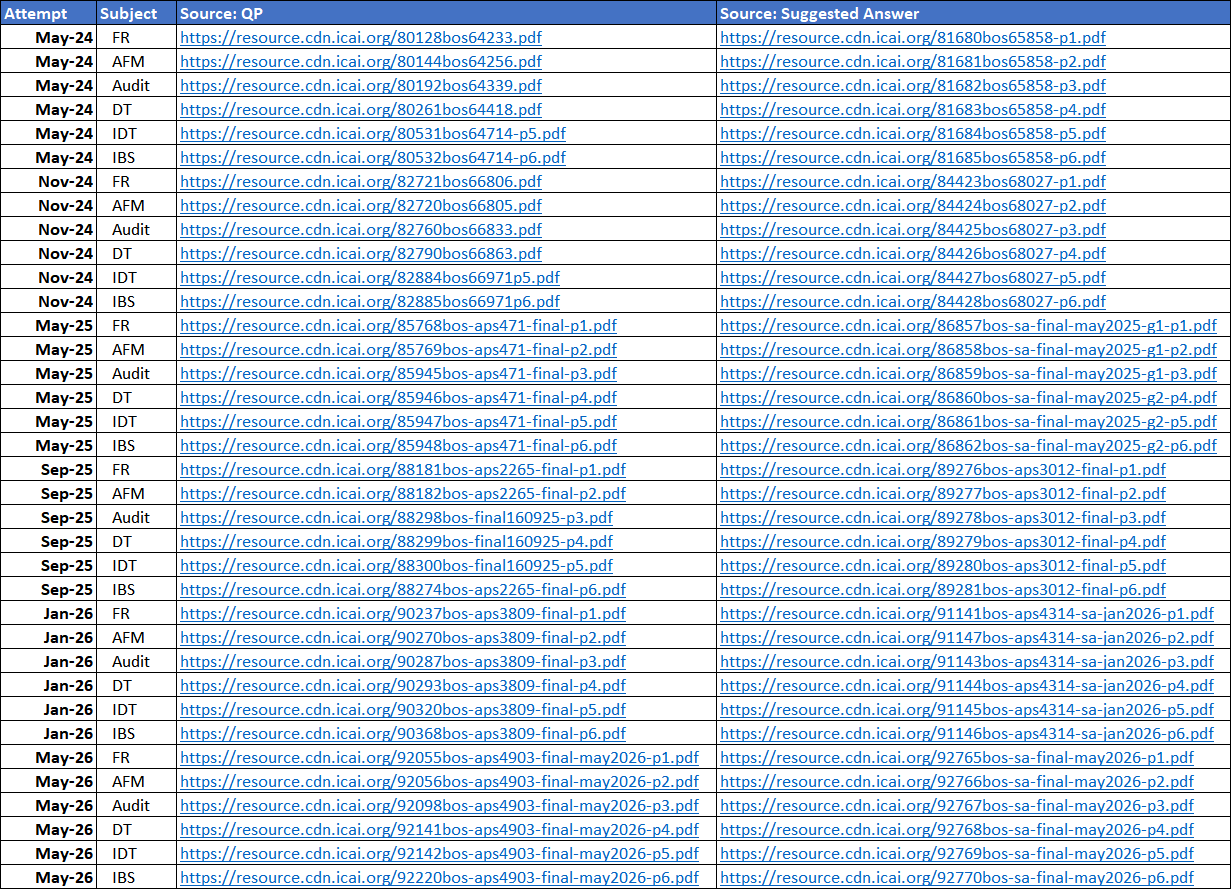 Attempt Subject Source: QP Source: Suggested Answer
May-24 FR https://resource.cdn.icai.org/80128bos64233.pdf https://resource.cdn.icai.org/81680bos65858-p1.pdf
May-24 AFM https://resource.cdn.icai.org/80144bos64256.pdf https://resource.cdn.icai.org/81681bos65858-p2.pdf
May-24 Audit https://resource.cdn.icai.org/80192bos64339.pdf https://resource.cdn.icai.org/81682bos65858-p3.pdf
May-24 DT https://resource.cdn.icai.org/80261bos64418.pdf https://resource.cdn.icai.org/81683bos65858-p4.pdf
May-24 IDT https://resource.cdn.icai.org/80531bos64714-p5.pdf https://resource.cdn.icai.org/81684bos65858-p5.pdf
May-24 IBS https://resource.cdn.icai.org/80532bos64714-p6.pdf https://resource.cdn.icai.org/81685bos65858-p6.pdf
Nov-24 FR https://resource.cdn.icai.org/82721bos66806.pdf https://resource.cdn.icai.org/84423bos68027-p1.pdf
Nov-24 AFM https://resource.cdn.icai.org/82720bos66805.pdf https://resource.cdn.icai.org/84424bos68027-p2.pdf
Nov-24 Audit https://resource.cdn.icai.org/82760bos66833.pdf https://resource.cdn.icai.org/84425bos68027-p3.pdf
Nov-24 DT https://resource.cdn.icai.org/82790bos66863.pdf https://resource.cdn.icai.org/84426bos68027-p4.pdf
Nov-24 IDT https://resource.cdn.icai.org/82884bos66971p5.pdf https://resource.cdn.icai.org/84427bos68027-p5.pdf
Nov-24 IBS https://resource.cdn.icai.org/82885bos66971p6.pdf https://resource.cdn.icai.org/84428bos68027-p6.pdf
May-25 FR https://resource.cdn.icai.org/85768bos-aps471-final-p1.pdf https://resource.cdn.icai.org/86857bos-sa-final-may2025-g1-p1.pdf
May-25 AFM https://resource.cdn.icai.org/85769bos-aps471-final-p2.pdf https://resource.cdn.icai.org/86858bos-sa-final-may2025-g1-p2.pdf
May-25 Audit https://resource.cdn.icai.org/85945bos-aps471-final-p3.pdf https://resource.cdn.icai.org/86859bos-sa-final-may2025-g1-p3.pdf
May-25 DT https://resource.cdn.icai.org/85946bos-aps471-final-p4.pdf https://resource.cdn.icai.org/86860bos-sa-final-may2025-g2-p4.pdf
May-25 IDT https://resource.cdn.icai.org/85947bos-aps471-final-p5.pdf https://resource.cdn.icai.org/86861bos-sa-final-may2025-g2-p5.pdf
May-25 IBS https://resource.cdn.icai.org/85948bos-aps471-final-p6.pdf https://resource.cdn.icai.org/86862bos-sa-final-may2025-g2-p6.pdf
Sep-25 FR https://resource.cdn.icai.org/88181bos-aps2265-final-p1.pdf https://resource.cdn.icai.org/89276bos-aps3012-final-p1.pdf
Sep-25 AFM https://resource.cdn.icai.org/88182bos-aps2265-final-p2.pdf https://resource.cdn.icai.org/89277bos-aps3012-final-p2.pdf
Sep-25 Audit https://resource.cdn.icai.org/88298bos-final160925-p3.pdf https://resource.cdn.icai.org/89278bos-aps3012-final-p3.pdf
Sep-25 DT https://resource.cdn.icai.org/88299bos-final160925-p4.pdf https://resource.cdn.icai.org/89279bos-aps3012-final-p4.pdf
Sep-25 IDT https://resource.cdn.icai.org/88300bos-final160925-p5.pdf https://resource.cdn.icai.org/89280bos-aps3012-final-p5.pdf
Sep-25 IBS https://resource.cdn.icai.org/88274bos-aps2265-final-p6.pdf https://resource.cdn.icai.org/89281bos-aps3012-final-p6.pdf
Jan-26 FR https://resource.cdn.icai.org/90237bos-aps3809-final-p1.pdf https://resource.cdn.icai.org/91141bos-aps4314-sa-jan2026-p1.pdf
Jan-26 AFM https://resource.cdn.icai.org/90270bos-aps3809-final-p2.pdf https://resource.cdn.icai.org/91147bos-aps4314-sa-jan2026-p2.pdf
Jan-26 Audit https://resource.cdn.icai.org/90287bos-aps3809-final-p3.pdf https://resource.cdn.icai.org/91143bos-aps4314-sa-jan2026-p3.pdf
Jan-26 DT https://resource.cdn.icai.org/90293bos-aps3809-final-p4.pdf https://resource.cdn.icai.org/91144bos-aps4314-sa-jan2026-p4.pdf
Jan-26 IDT https://resource.cdn.icai.org/90320bos-aps3809-final-p5.pdf https://resource.cdn.icai.org/91145bos-aps4314-sa-jan2026-p5.pdf
Jan-26 IBS https://resource.cdn.icai.org/90368bos-aps3809-final-p6.pdf https://resource.cdn.icai.org/91146bos-aps4314-sa-jan2026-p6.pdf
May-26 FR https://resource.cdn.icai.org/92055bos-aps4903-final-may2026-p1.pdf https://resource.cdn.icai.org/92765bos-sa-final-may2026-p1.pdf
May-26 AFM https://resource.cdn.icai.org/92056bos-aps4903-final-may2026-p2.pdf https://resource.cdn.icai.org/92766bos-sa-final-may2026-p2.pdf
May-26 Audit https://resource.cdn.icai.org/92098bos-aps4903-final-may2026-p3.pdf https://resource.cdn.icai.org/92767bos-sa-final-may2026-p3.pdf
May-26 DT https://resource.cdn.icai.org/92141bos-aps4903-final-may2026-p4.pdf https://resource.cdn.icai.org/92768bos-sa-final-may2026-p4.pdf
May-26 IDT https://resource.cdn.icai.org/92142bos-aps4903-final-may2026-p5.pdf https://resource.cdn.icai.org/92769bos-sa-final-may2026-p5.pdf
May-26 IBS https://resource.cdn.icai.org/92220bos-aps4903-final-may2026-p6.pdf https://resource.cdn.icai.org/92770bos-sa-final-may2026-p6.pdf